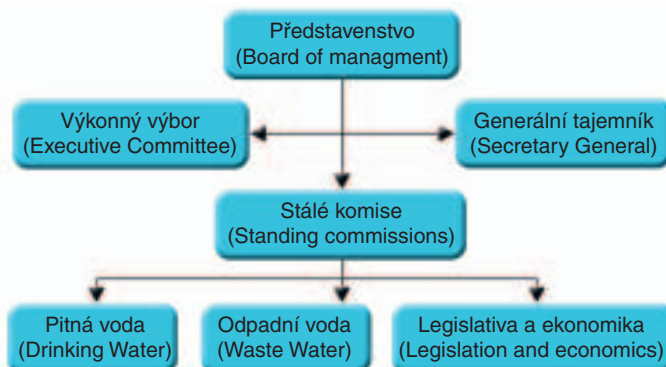 Představenstvo
(Board of managment)
Výkonný výbor
(Executive Committee)
Generální tajemník
(Secretary General)
Stálé komise
(Standing commissions)
Pitná voda
(Drinking Water)
Odpadní voda
(Waste Water)
Legislativa a ekonomika
(Legislation and economics)